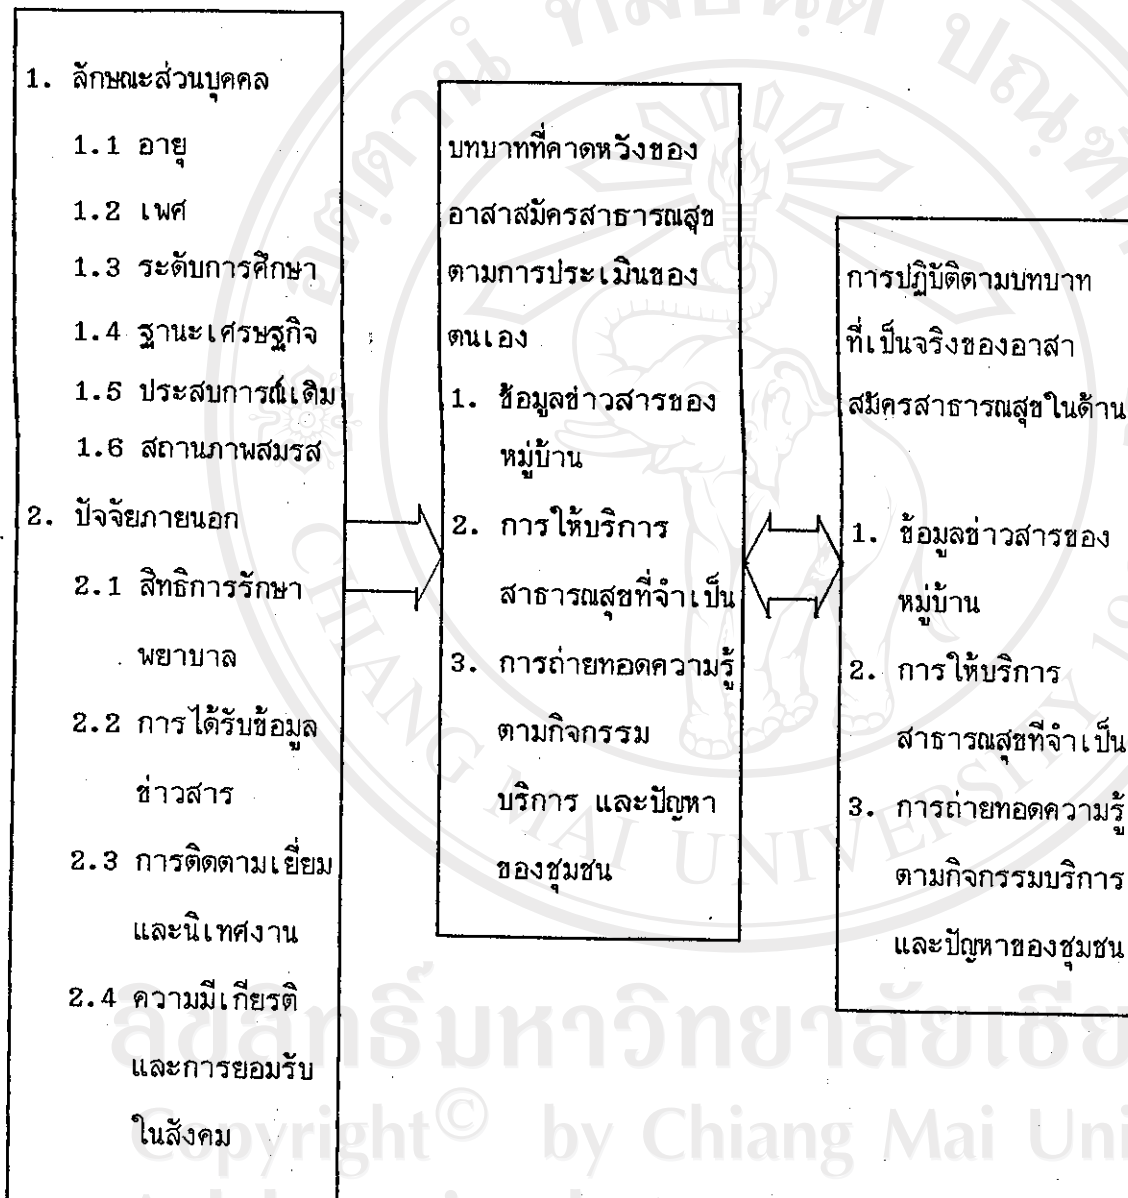 1. ลักษณะส่วนบุคคล
1.1 อายุ
1.2 เพศ
1.3 ระดับการศึกษา
1.4 ฐานะเศรษฐกิจ
1.5 ประสบการณ์เดิม
1.6 สถานภาพสมรส
2. ปัจจัยภายนอก
2.1 สิทธิการรักษา
พยาบาล
2.2 การได้รับข้อมูล
ข่าวสาร
2.3 การติดตามเยี่ยม
และนิเทศงาน
2.4 ความมีเกียรติ
และการยอมรับ
ในสังคม
บทบาทที่คาดหวังของ
อาสาสมัครสาธารณสุข
ตามการประเมินของ
ตนเอง
1. ข้อมูลข่าวสารของ
หมู่บ้าน
2. การให้บริการ
สาธารณสุขที่จำเป็น
3. การถ่ายทอดความรู้
ตามกิจกรรม
บริการ และปัญหา
ของชุมชน
การปฏิบัติตามบทบาท
ที่เป็นจริงของอาสา
สมัครสาธารณสุขในด้าน
1. ข้อมูลข่าวสารของ
หมู่บ้าน
2. การให้บริการ
สาธารณสุขที่จำเป็น
3. การถ่ายทอดความรู้
ตามกิจกรรมบริการ
และปัญหาของชุมชน
CHIANG MAI UNIVERSITY
Copyright© by Chiang Mai Uni